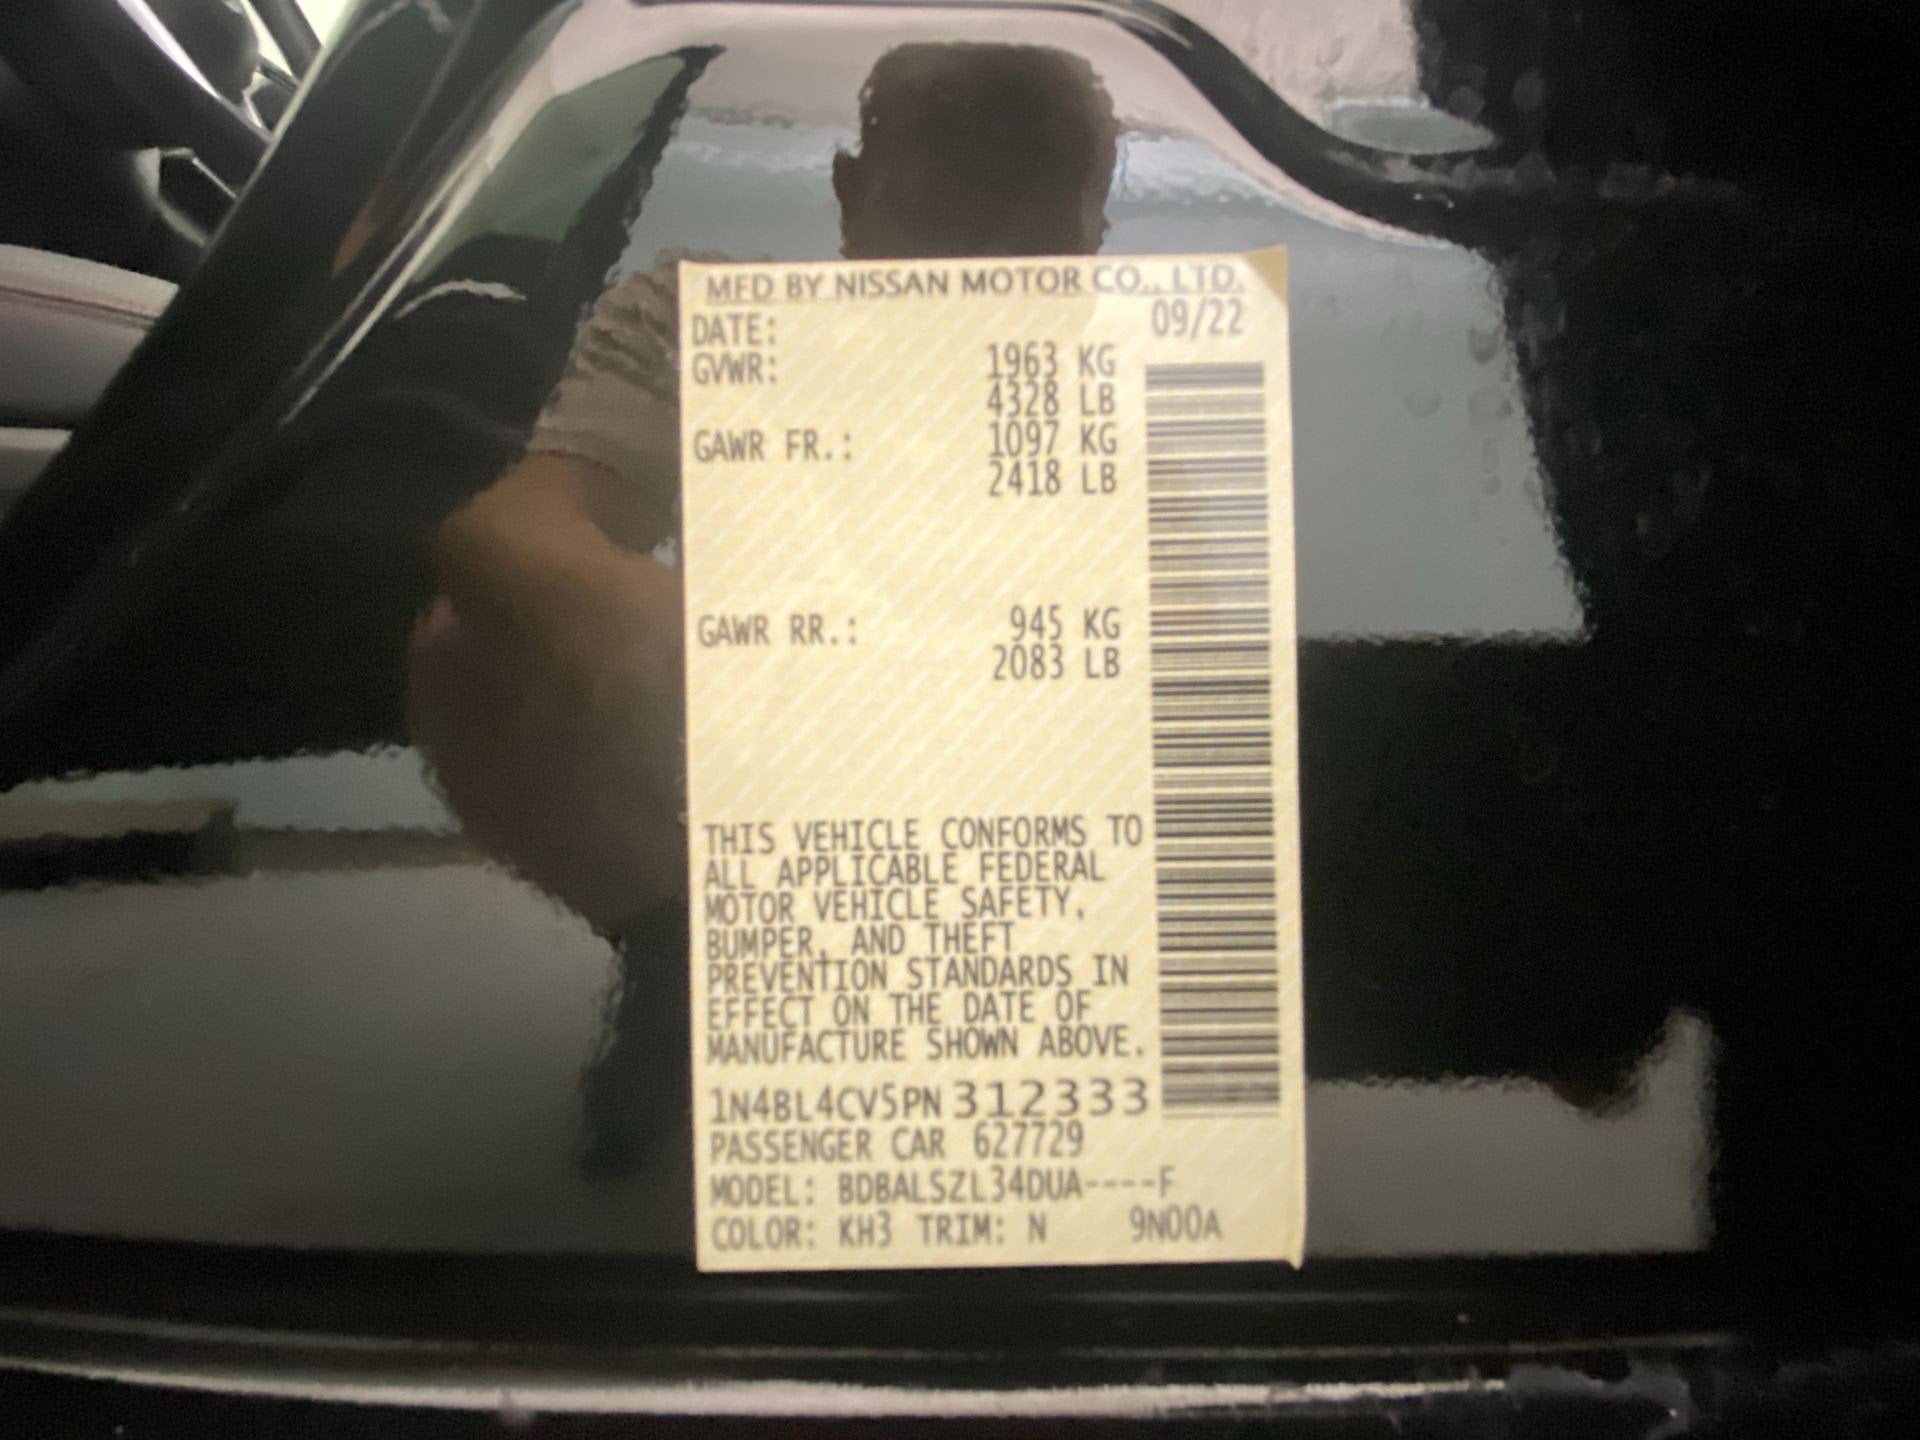 MFD BY NISSAN MOTOR CO., LTD.
DATE: 09/22
GVWR: 1963 KG
4328 LB
GAWR FR.: 1097 KG
2418 LB
GAWR RR.: 945 KG
2083 LB
THIS VEHICLE CONFORMS TO
ALL APPLICABLE FEDERAL
MOTOR VEHICLE SAFETY,
BUMPER, AND THEFT
PREVENTION STANDARDS IN
EFFECT ON THE DATE OF
MANUFACTURE SHOWN ABOVE.
1N4BL4CV5PN312333
PASSENGER CAR 627729
MODEL: BDBALSZL34DUA----F
COLOR: KH3 TRIM: N 9N00A